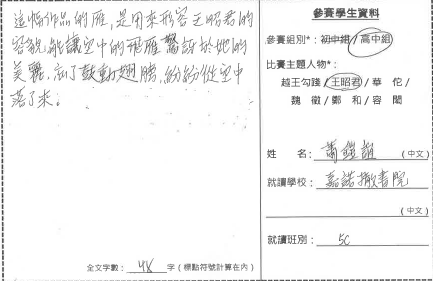 這幅作品的雁，是用來形容王昭君的
容貌，能讓空中的飛雁驚訝於她的
美麗，忘了鼓動翅膀，紛紛從空中
落了來。
全文字數：48字（標點符號計算在內）
參賽學生資料
參賽組別*：初中組/高中組
比賽主題人物*：
越王勾踐/王昭君/華佗/
魏徵/鄭和/容閎
姓名：蕭（中文）
就讀學校：嘉諾撒書院
（中文）
就讀班別：5C